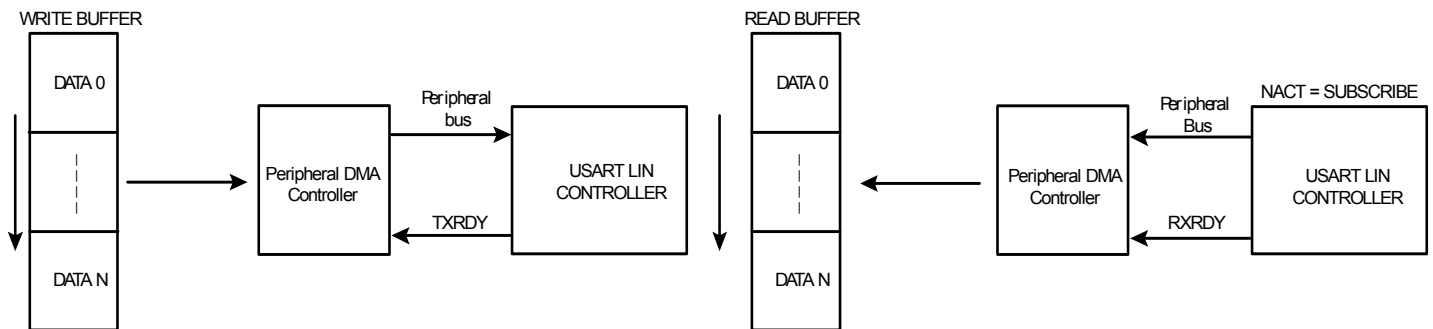 WRITE BUFFER
DATA 0
DATA N
Peripheral DMA
Controller
Peripheral
bus
TXRDY
USART LIN
CONTROLLER
READ BUFFER
DATA 0
DATA N
Peripheral DMA
Controller
Peripheral
Bus
RXRDY
NACT = SUBSCRIBE
USART LIN
CONTROLLER